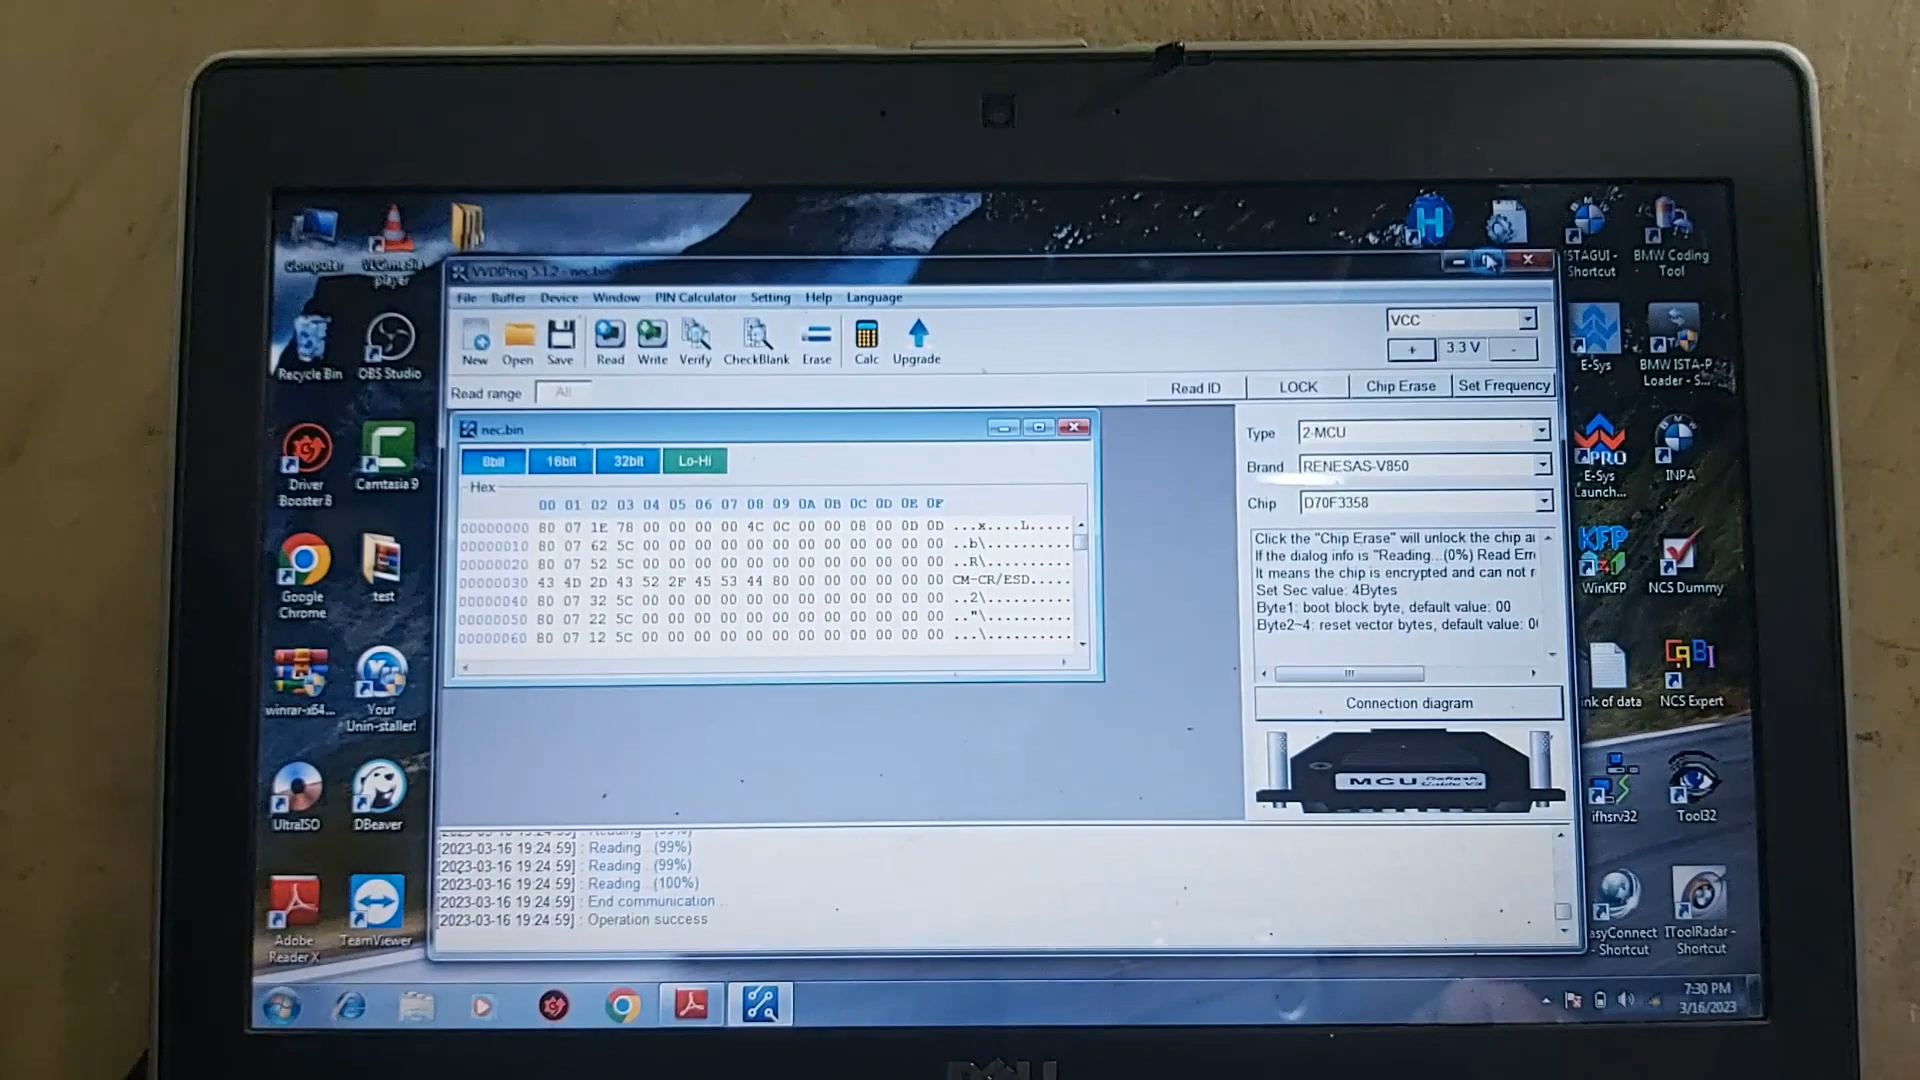 Computer
VLC media player
VVDIProg 5.1.2 - nec.bin
File Buffer Device Window PIN Calculator Setting Help Language
New Open Save Read Write Verify CheckBlank Erase Calc Upgrade
VCC
+ 3.3 V -
Read range All
Read ID LOCK Chip Erase Set Frequency
nec.bin
8bit 16bit 32bit Lo-Hi
Hex
00 01 02 03 04 05 06 07 08 09 0A 0B 0C 0D 0E 0F
00000000 80 07 1E 78 00 00 00 00 4C 0C 00 00 08 00 0D 0D ...x....L.....
00000010 80 07 62 5C 00 00 00 00 00 00 00 00 00 00 00 00 ..b\..........
00000020 80 07 52 5C 00 00 00 00 00 00 00 00 00 00 00 00 ..R\..........
00000030 43 4D 2D 43 52 2F 45 53 44 80 00 00 00 00 00 00 CM-CR/ESD.....
00000040 80 07 32 5C 00 00 00 00 00 00 00 00 00 00 00 00 ..2\..........
00000050 80 07 22 5C 00 00 00 00 00 00 00 00 00 00 00 00 .."\..........
00000060 80 07 12 5C 00 00 00 00 00 00 00 00 00 00 00 00 ...\..........
Type 2-MCU
Brand RENESAS-V850
Chip D70F3358
Click the "Chip Erase" will unlock the chip a
If the dialog info is "Reading...(0%) Read Err
It means the chip is encrypted and can not r
Set Sec value: 4Bytes
Byte1: boot block byte, default value: 00
Byte2~4: reset vector bytes, default value: 0
Connection diagram
MCU Reflash Cable V3
[2023-03-16 19:24:59] : Reading...(99%)
[2023-03-16 19:24:59] : Reading...(99%)
[2023-03-16 19:24:59] : Reading...(100%)
[2023-03-16 19:24:59] : End communication...
[2023-03-16 19:24:59] : Operation success
Recycle Bin
OBS Studio
Driver Booster 8
Camtasia 9
Google Chrome
test
winrar-x64...
Your Unin-staller!
UltraISO
DBeaver
Adobe Reader X
TeamViewer
ISTAGUI - Shortcut
BMW Coding Tool
E-Sys
BMW ISTA-P Loader - S...
PRO
E-Sys Launch...
INPA
KFP
WinKFP
NCS Dummy
ink of data
CABI
NCS Expert
ifhsrv32
Tool32
asyConnect - Shortcut
IToolRadar - Shortcut
7:30 PM
3/16/2023